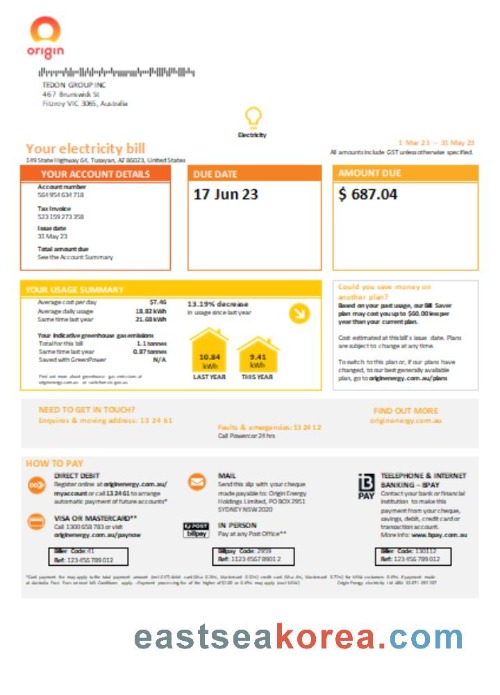 origin
TEDON GROUP INC
467 Brunswick St
Fitzroy VIC 3065, Australia
Electricity
Your electricity bill
149 State Highway 64, Tusayan, AZ 86023, United States
1 Mar 23 – 31 May 23
All amounts include GST unless otherwise specified.
YOUR ACCOUNT DETAILS
Account number
564 954 634 718
Tax Invoice
523 159 273 358
Issue date
31 May 23
Total amount due
See the Account Summary
DUE DATE
17 Jun 23
AMOUNT DUE
$ 687.04
YOUR USAGE SUMMARY
Average cost per day $7.46
Average daily usage 18.82 kWh
Same time last year 21.68 kWh
Your indicative greenhouse gas emissions
Total for this bill 1.1 tonnes
Same time last year 0.87 tonnes
Saved with GreenPower N/A
Find out more about greenhouse gas emissions at
originenergy.com.au or switchon.vic.gov.au
13.19% decrease
in usage since last year
10.84
kWh
LAST YEAR
9.41
kWh
THIS YEAR
Could you save money on
another plan?
Based on your past usage, our Bill Saver
plan may cost you up to $60.00 less per
year than your current plan.
Cost estimated at this bill's issue date. Plans
are subject to change at any time.
To switch to this plan or, if our plans have
changed, to our best generally available
plan, go to originenergy.com.au/plans
NEED TO GET IN TOUCH?
Enquires & moving address: 13 24 61
Faults & emergencies: 13 24 12
Call Powercor 24 hrs
FIND OUT MORE
originenergy.com.au
HOW TO PAY
DIRECT DEBIT
Register online at originenergy.com.au/
myaccount or call 13 24 61 to arrange
automatic payment of future accounts*
VISA OR MASTERCARD**
Call 1300 658 783 or visit
originenergy.com.au/paynow
Biller Code: 41
Ref: 123 456 789 012
MAIL
Send this slip with your cheque
made payable to: Origin Energy
Holdings Limited, PO BOX 2951
SYDNEY NSW 2020
POST
billpay
IN PERSON
Pay at any Post Office**
Billpay Code: 2959
Ref: 1123 4567 8901 2
B
PAY
TEELEPHONE & INTERNET
BANKING – BPAY
Contact your bank or financial
institution to make this
payment from your cheque,
savings, debit, credit card or
transaction account.
More info: www.bpay.com.au
Biller Code: 130112
Ref: 123 456 789 012
eastseakorea.com